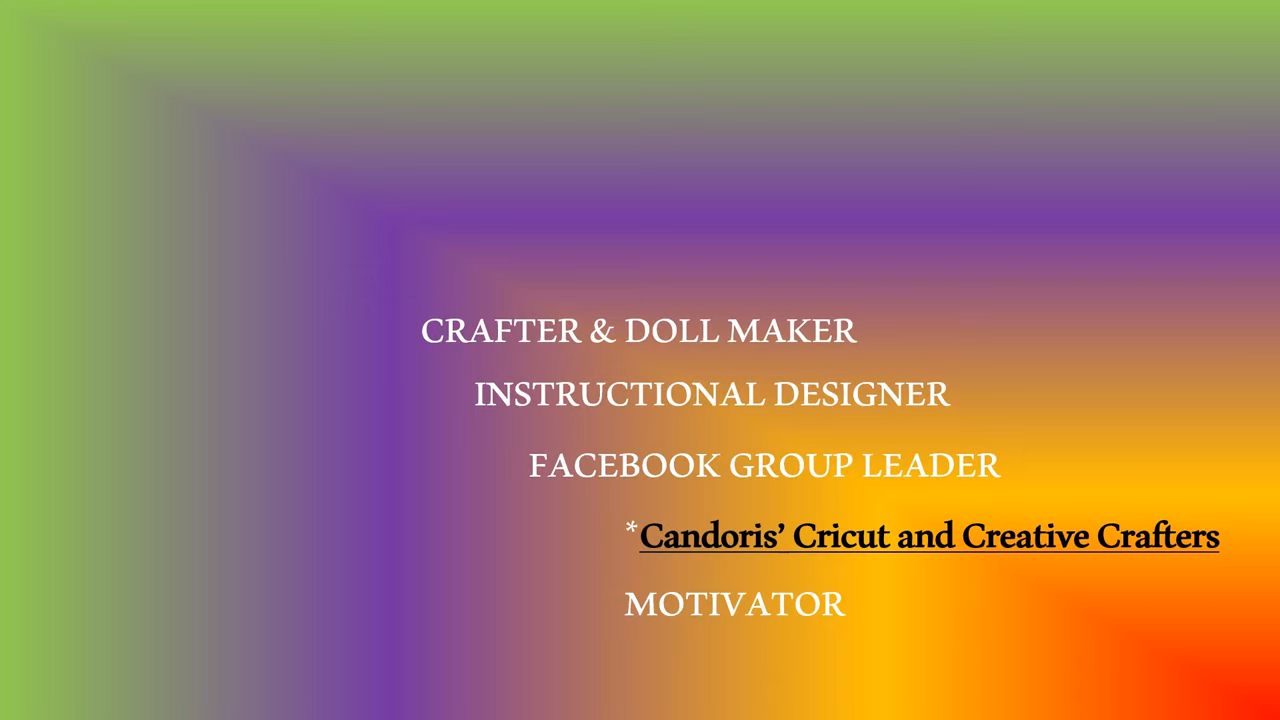 CRAFTER & DOLL MAKER
INSTRUCTIONAL DESIGNER
FACEBOOK GROUP LEADER
*Candoris’ Cricut and Creative Crafters
MOTIVATOR